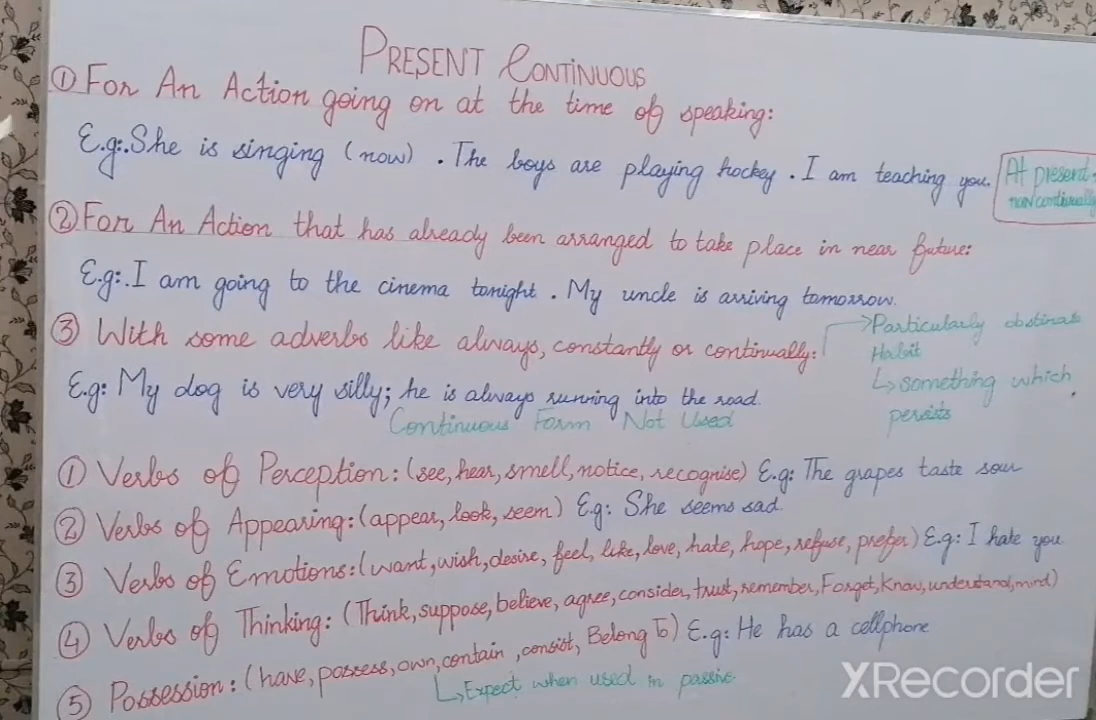 PRESENT CONTINUOUS
① For An Action going on at the time of speaking:
E.g:. She is singing (now) . The boys are playing hockey . I am teaching you.
At present -
② For An Action that has already been arranged to take place in near future:
E.g:. I am going to the cinema tonight . My uncle is arriving tomorrow.
③ With some adverbs like always, constantly or continually:
→Particularly obstinate
Habit
↳ something which
persists
E.g: My dog is very silly; he is always running into the road.
Continuous Form Not Used
① Verbs of Perception: (see, hear, smell, notice, recognise) E.g: The grapes taste sour
② Verbs of Appearing: (appear, look, seem) E.g: She seems sad
③ Verbs of Emotions: (want, wish, desire, feel, like, love, hate, hope, refuse, prefer) E.g: I hate you
④ Verbs of Thinking: (Think, suppose, believe, agree, consider, trust, remember, Forget, Know, understand, mind)
⑤ Possession: (have, possess, own, contain, consist, Belong To) E.g: He has a cellphone
↳ Expect when used in passive
XRecorder